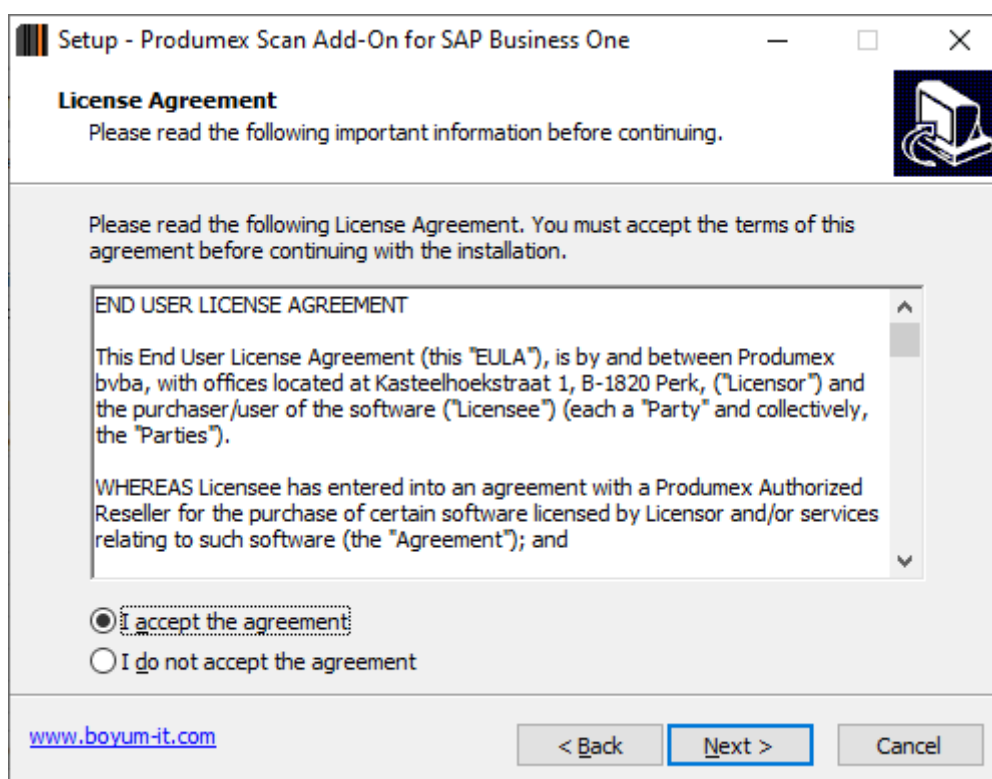 Setup - Produmex Scan Add-On for SAP Business One
License Agreement
Please read the following important information before continuing.
Please read the following License Agreement. You must accept the terms of this
agreement before continuing with the installation.
END USER LICENSE AGREEMENT
This End User License Agreement (this "EULA"), is by and between Produmex
bvba, with offices located at Kasteelhoekstraat 1, B-1820 Perk, ("Licensor") and
the purchaser/user of the software ("Licensee") (each a "Party" and collectively,
the "Parties").
WHEREAS Licensee has entered into an agreement with a Produmex Authorized
Reseller for the purchase of certain software licensed by Licensor and/or services
relating to such software (the "Agreement"); and
I accept the agreement
I do not accept the agreement
www.boyum-it.com
< Back
Next >
Cancel